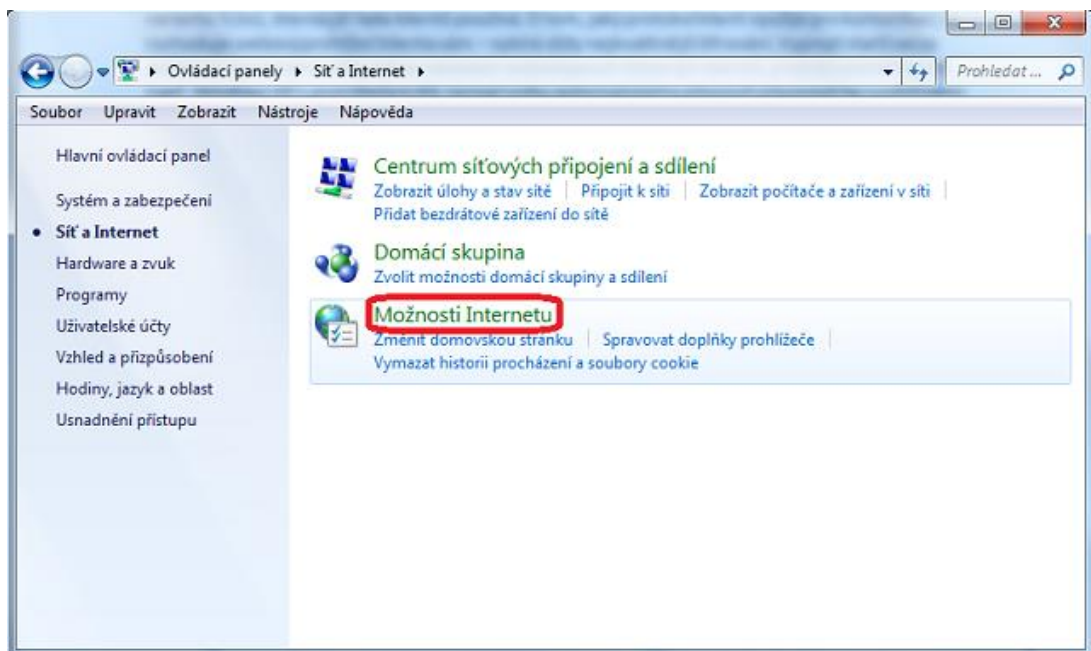 Ovládací panely Síť a Internet
Prohledat ...
Soubor Upravit Zobrazit Nástroje Nápověda
Hlavní ovládací panel
Systém a zabezpečení
Síť a Internet
Hardware a zvuk
Programy
Uživatelské účty
Vzhled a přizpůsobení
Hodiny, jazyk a oblast
Usnadnění přístupu
Centrum síťových připojení a sdílení
Zobrazit úlohy a stav sítě Připojit k síti Zobrazit počítače a zařízení v síti
Přidat bezdrátové zařízení do sítě
Domácí skupina
Zvolit možnosti domácí skupiny a sdílení
Možnosti Internetu
Změnit domovskou stránku Spravovat doplňky prohlížeče
Vymazat historii procházení a soubory cookie